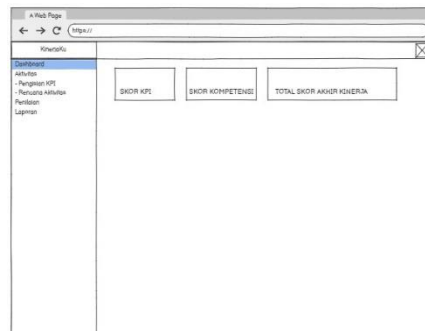 A Web Page
https://
KinerjaKu
Dashboard
Aktivitas
- Pengisian KPI
- Rencana Aktivitas
Penilaian
Laporan
SKOR KPI
SKOR KOMPETENSI
TOTAL SKOR AKHIR KINERJA